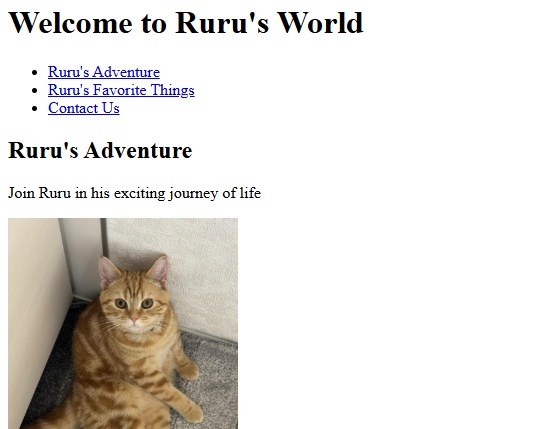 Welcome to Ruru's World
Ruru's Adventure
Ruru's Favorite Things
Contact Us
Ruru's Adventure
Join Ruru in his exciting journey of life